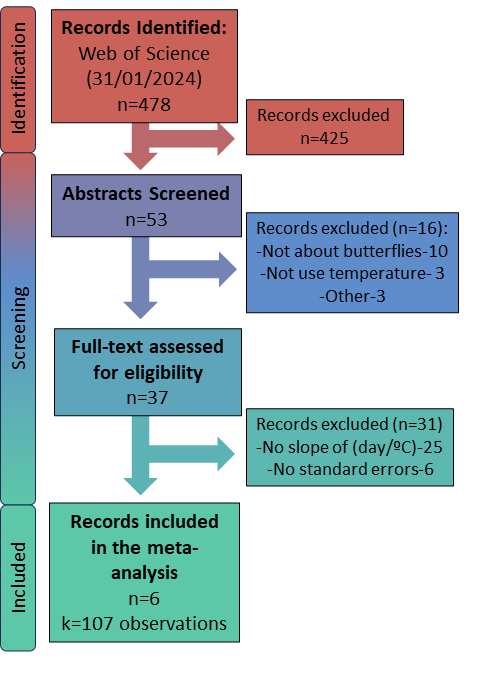 Identification
Records Identified:
Web of Science
(31/01/2024)
n=478
Records excluded
n=425
Screening
Abstracts Screened
n=53
Records excluded (n=16):
-Not about butterflies-10
-Not use temperature- 3
-Other-3
Full-text assessed
for eligibility
n=37
Records excluded (n=31)
-No slope of (day/ºC)-25
-No standard errors-6
Included
Records included
in the meta-
analysis
n=6
k=107 observations